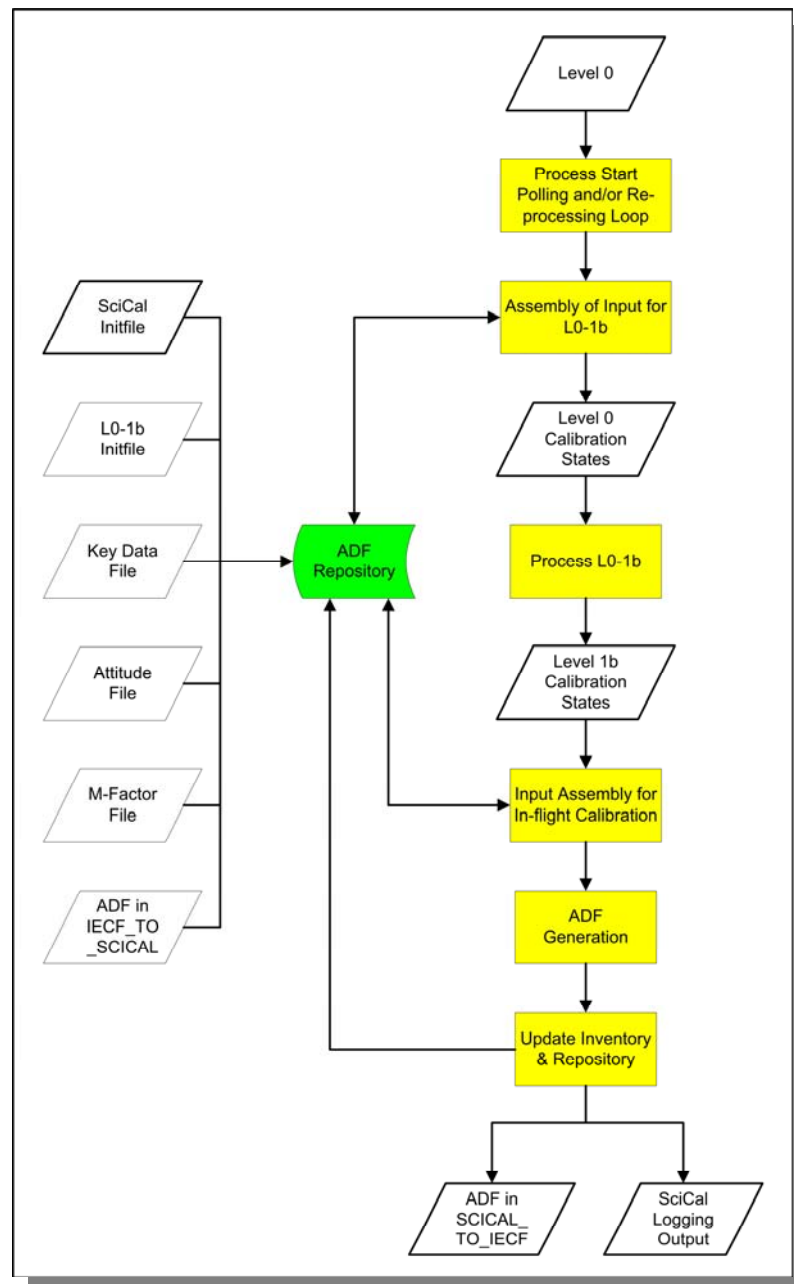 Level 0
Process Start
Polling and/or Re-
processing Loop
SciCal
Initfile
Assembly of Input for
L0-1b
L0-1b
Initfile
Level 0
Calibration
States
Key Data
File
ADF
Repository
Process L0-1b
Attitude
File
Level 1b
Calibration
States
M-Factor
File
Input Assembly for
In-flight Calibration
ADF in
IECF_TO
_SCICAL
ADF
Generation
Update Inventory
& Repository
ADF in
SCICAL_
TO_IECF
SciCal
Logging
Output